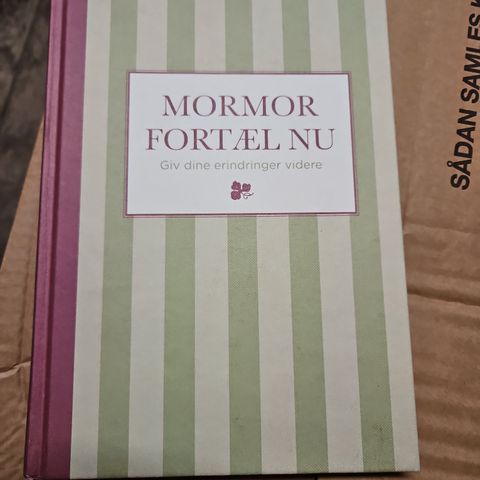 MORMOR
FORTÆL NU
Giv dine erindringer videre
SÅDAN SAMLES